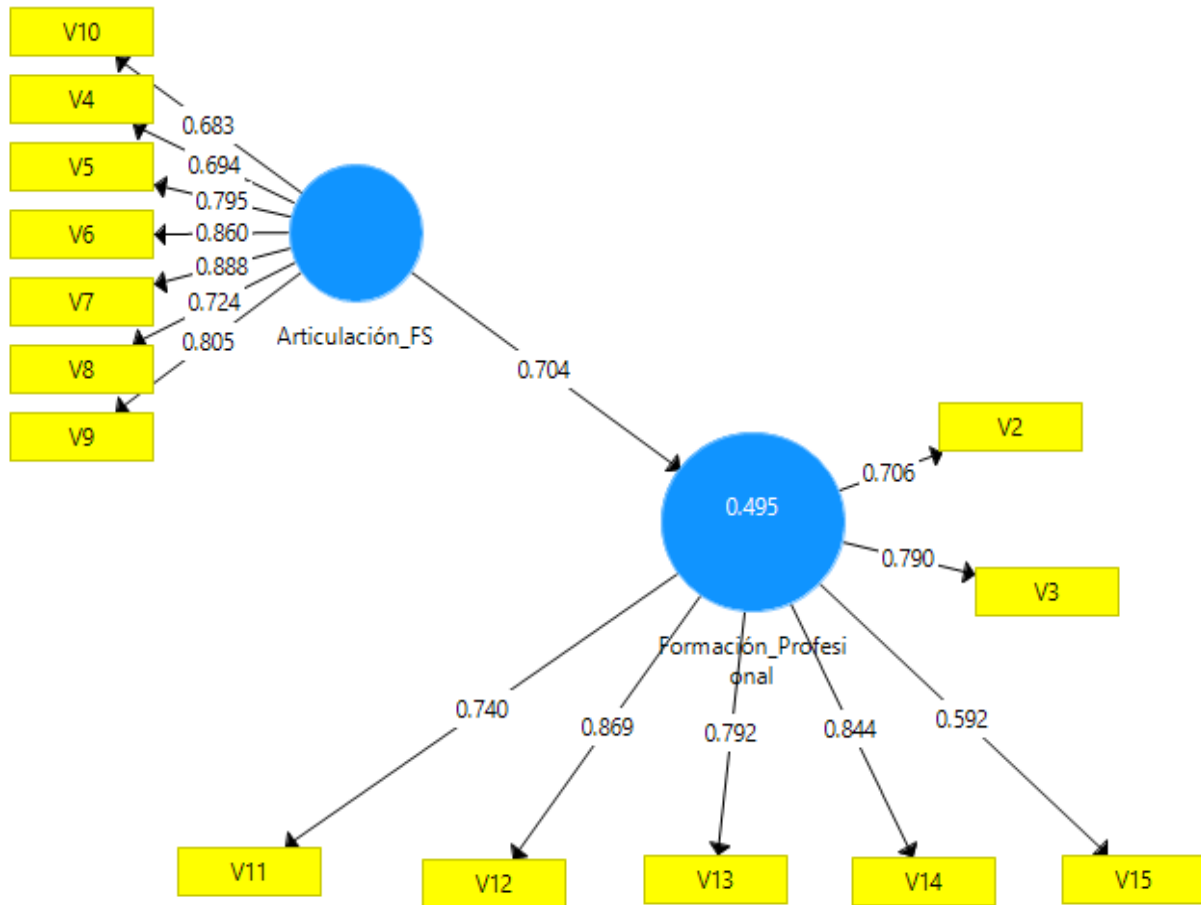 V10
V4
V5
V6
V7
V8
V9
0.683
0.694
0.795
0.860
0.888
0.724
0.805
Articulación_FS
0.704
0.495
Formación_Profesi
onal
0.706
0.790
V2
V3
0.740
0.869
0.792
0.844
0.592
V11
V12
V13
V14
V15